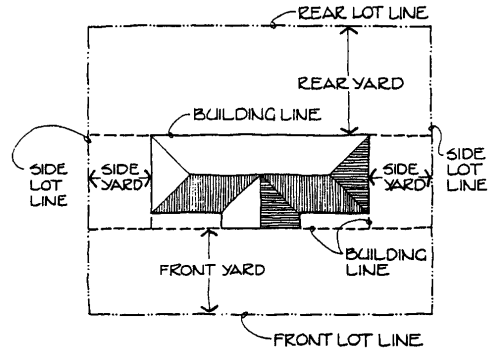 REAR LOT LINE
REAR YARD
BUILDING LINE
SIDE
LOT
LINE
SIDE
YARD
SIDE
YARD
SIDE
LOT
LINE
BUILDING
LINE
FRONT YARD
FRONT LOT LINE